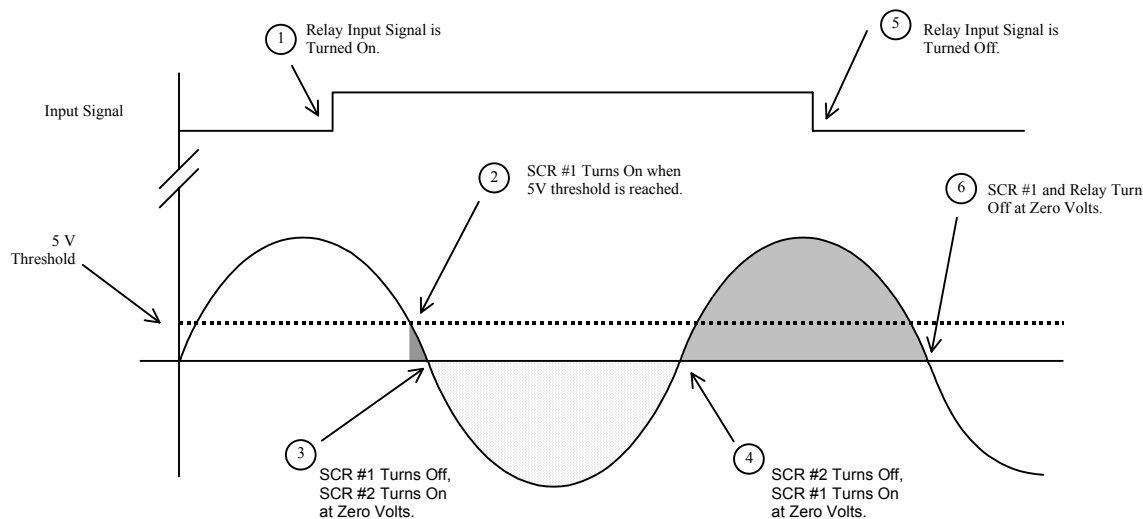 1
Relay Input Signal is
Turned On.
5
Relay Input Signal is
Turned Off.
Input Signal
2
SCR #1 Turns On when
5V threshold is reached.
6
SCR #1 and Relay Turn
Off at Zero Volts.
5 V
Threshold
3
SCR #1 Turns Off,
SCR #2 Turns On
at Zero Volts.
4
SCR #2 Turns Off,
SCR #1 Turns On
at Zero Volts.